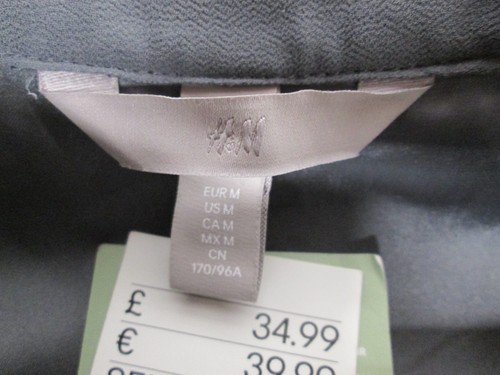 H&M
EUR M
US M
CA M
MX M
CN
170/96A
£ 34.99
€ 39.99